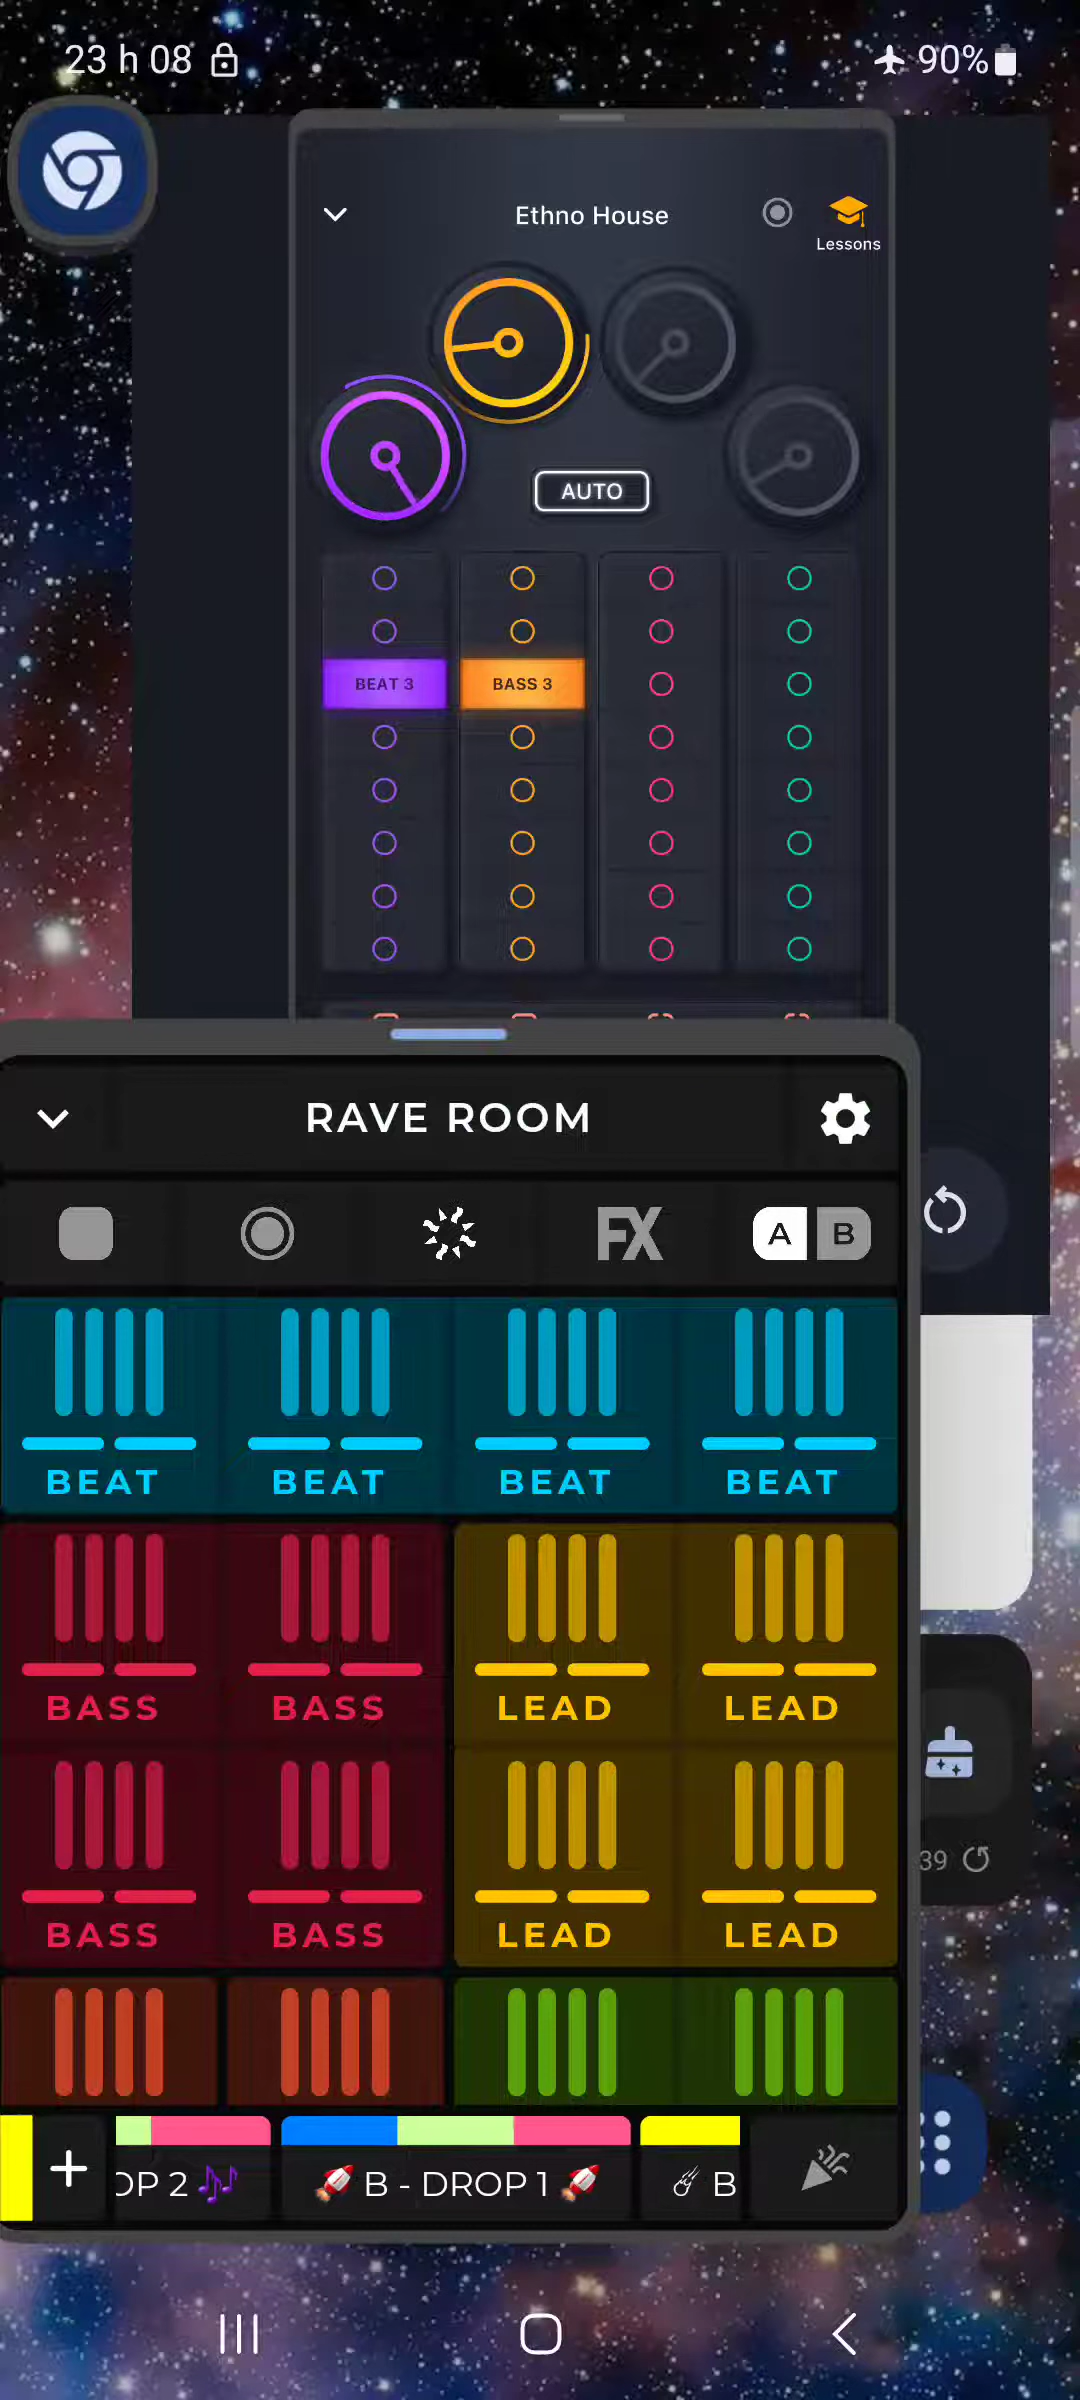 23 h 08
90%
Ethno House
Lessons
AUTO
BEAT 3
BASS 3
RAVE ROOM
FX
A
B
BEAT
BEAT
BEAT
BEAT
BASS
BASS
LEAD
LEAD
BASS
BASS
LEAD
LEAD
39
OP 2 🎶
🚀 B - DROP 1 🚀
☄ B